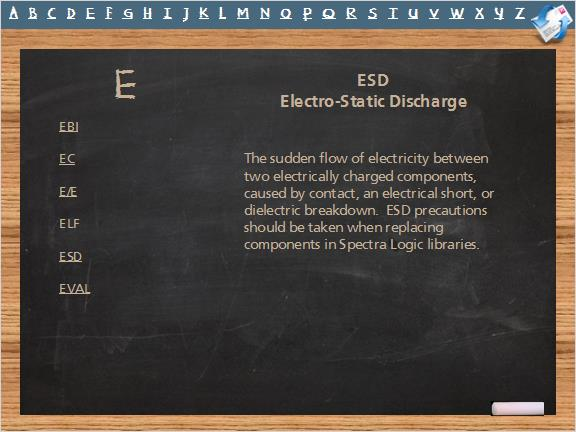 A B C D E F G H I J K L M N O P Q R S T U V W X Y Z
E
EBI
EC
E/E
ELF
ESD
EVAL
ESD
Electro-Static Discharge
The sudden flow of electricity between
two electrically charged components,
caused by contact, an electrical short, or
dielectric breakdown.  ESD precautions
should be taken when replacing
components in Spectra Logic libraries.